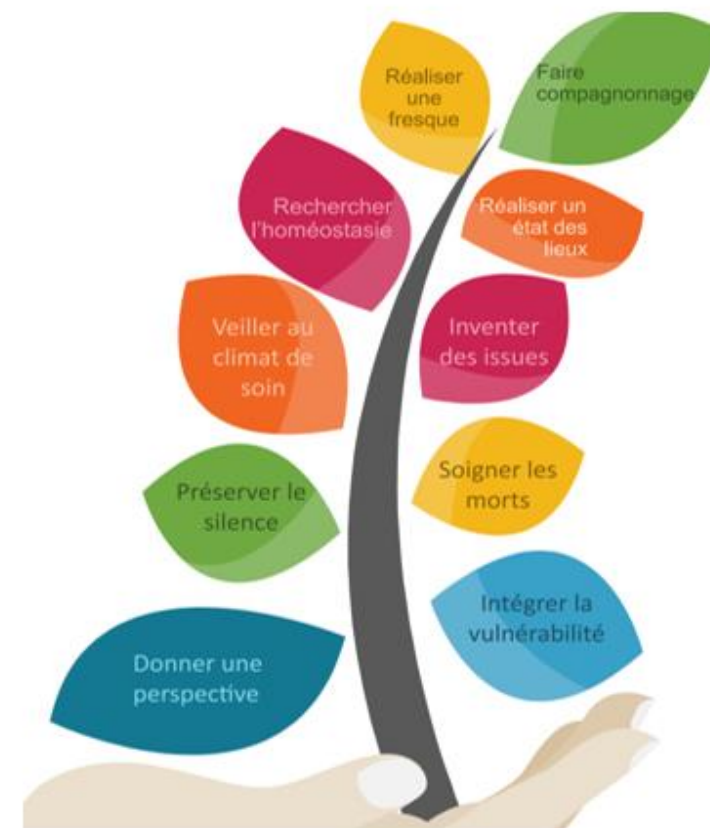 Réaliser
une
fresque
Faire
compagnonnage
Rechercher
l'homéostasie
Réaliser un
état des
lieux
Veiller au
climat de
soin
Inventer
des issues
Préserver le
silence
Soigner les
morts
Donner une
perspective
Intégrer la
vulnérabilité